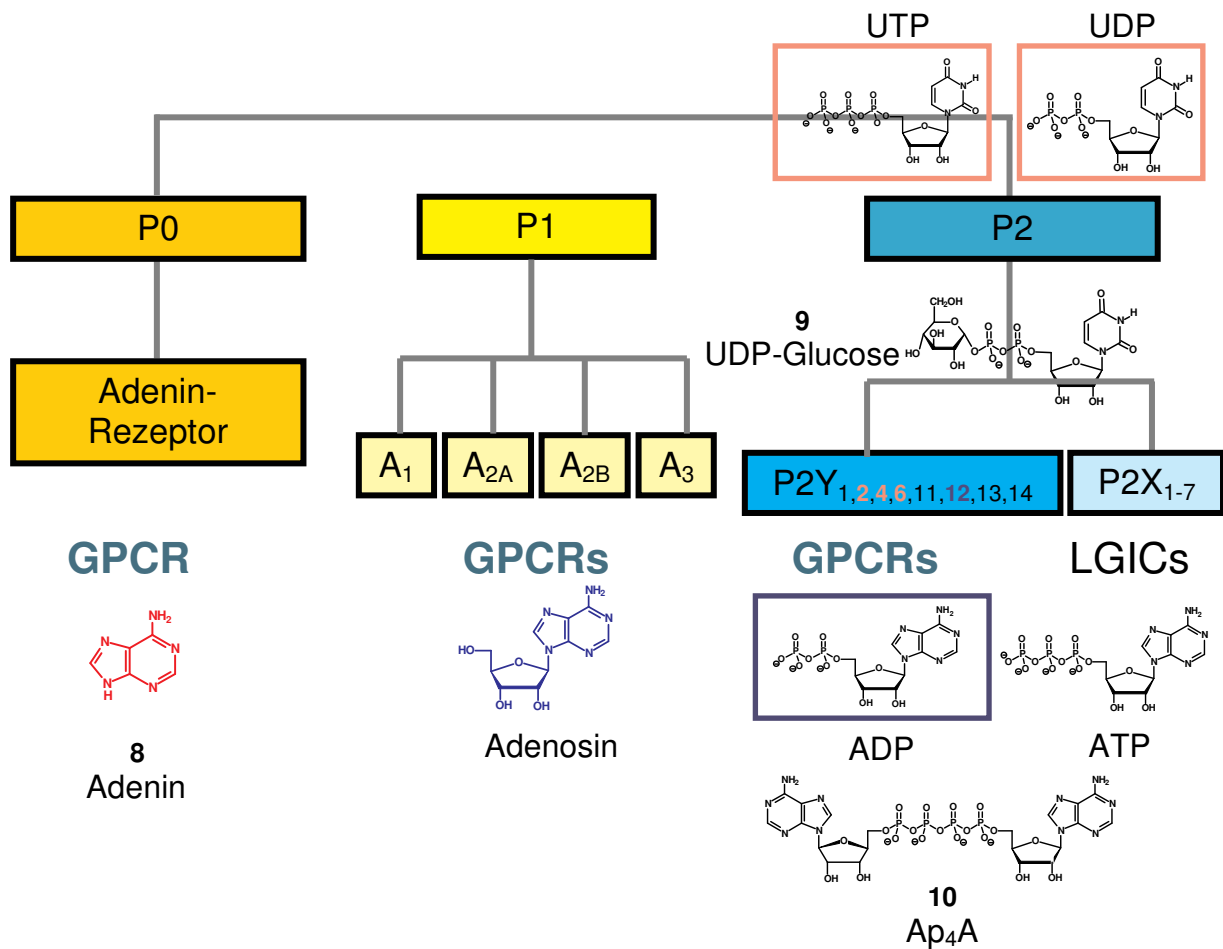 UTP
UDP
P0
P1
P2
9
UDP-Glucose
Adenin-
Rezeptor
A1
A2A
A2B
A3
P2Y1,2,4,6,11,12,13,14
P2X1-7
GPCR
GPCRs
GPCRs
LGICs
8
Adenin
Adenosin
ADP
ATP
10
Ap4A